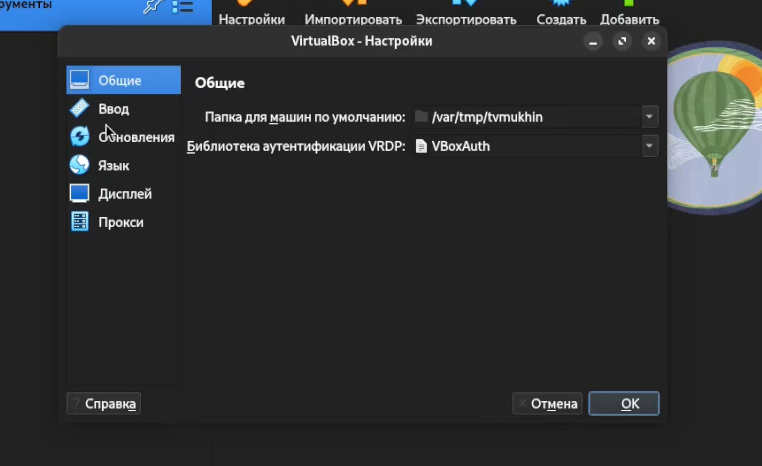 рументы
Настройки Импортировать Экспортировать Создать Добавить
VirtualBox - Настройки
Общие
Ввод
Обновления
Язык
Дисплей
Прокси
Общие
Папка для машин по умолчанию: /var/tmp/tvmukhin
Библиотека аутентификации VRDP: VBoxAuth
? Справка
Отмена
OK